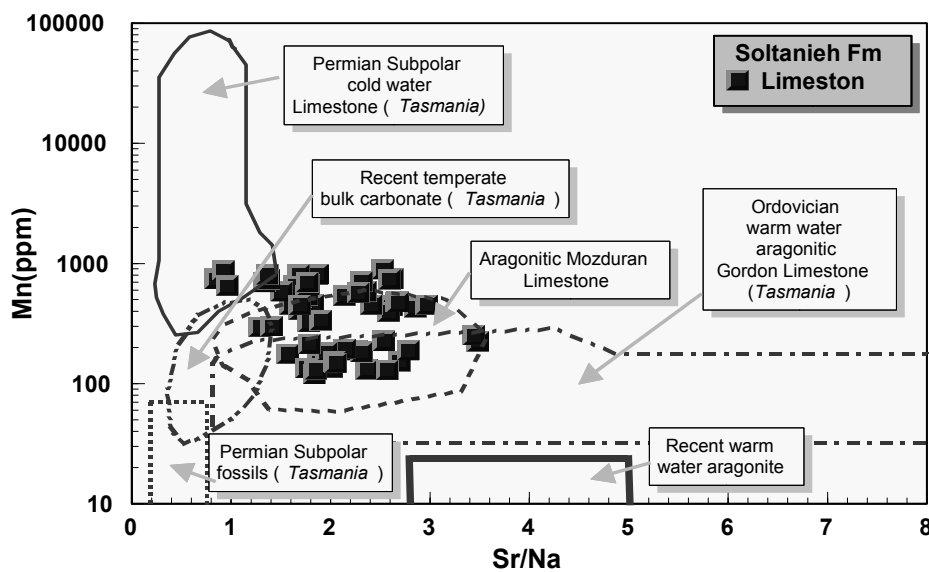 100000
10000
1000
100
10
Mn(ppm)
0 1 2 3 4 5 6 7 8
Sr/Na
Soltanieh Fm
Limeston
Permian Subpolar
cold water
Limestone ( Tasmania)
Recent temperate
bulk carbonate ( Tasmania )
Aragonitic Mozduran
Limestone
Ordovician
warm water
aragonitic
Gordon Limestone
(Tasmania )
Permian Subpolar
fossils ( Tasmania )
Recent warm
water aragonite